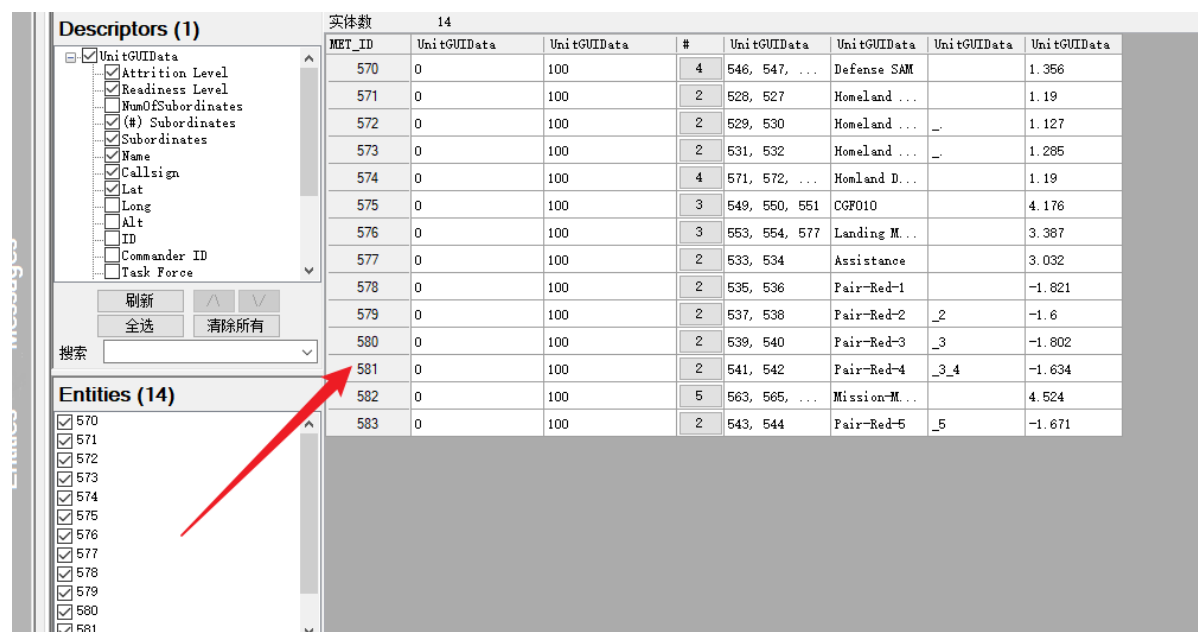 Descriptors (1)
UnitGUIData
Attrition Level
Readiness Level
NumOfSubordinates
(#) Subordinates
Subordinates
Name
Callsign
Lat
Long
Alt
ID
Commander ID
Task Force
刷新 /\ \/
全选 清除所有
搜索
Entities (14)
570
571
572
573
574
575
576
577
578
579
580
581
Messages
Entities
实体数 14
MET_ID UnitGUIData UnitGUIData # UnitGUIData UnitGUIData UnitGUIData UnitGUIData
570 0 100 4 546, 547, ... Defense SAM 1.356
571 0 100 2 528, 527 Homeland ... 1.19
572 0 100 2 529, 530 Homeland ... _. 1.127
573 0 100 2 531, 532 Homeland ... _. 1.285
574 0 100 4 571, 572, ... Homland D... 1.19
575 0 100 3 549, 550, 551 CGF010 4.176
576 0 100 3 553, 554, 577 Landing M... 3.387
577 0 100 2 533, 534 Assistance 3.032
578 0 100 2 535, 536 Pair-Red-1 -1.821
579 0 100 2 537, 538 Pair-Red-2 _2 -1.6
580 0 100 2 539, 540 Pair-Red-3 _3 -1.802
581 0 100 2 541, 542 Pair-Red-4 _3_4 -1.634
582 0 100 5 563, 565, ... Mission-M... 4.524
583 0 100 2 543, 544 Pair-Red-5 _5 -1.671